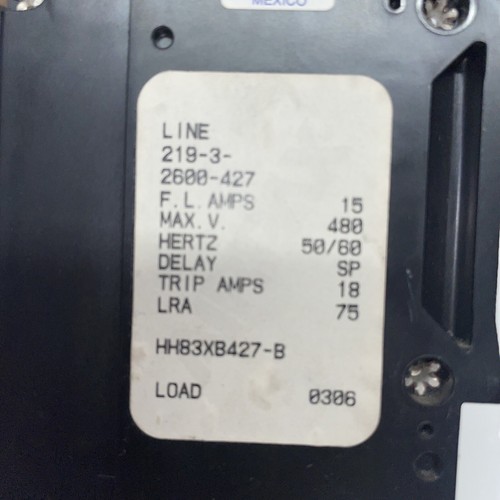 MEXICO
LINE
219-3-
2600-427
F.L.AMPS 15
MAX.V. 480
HERTZ 50/60
DELAY SP
TRIP AMPS 18
LRA 75
HH83XB427-B
LOAD 0306